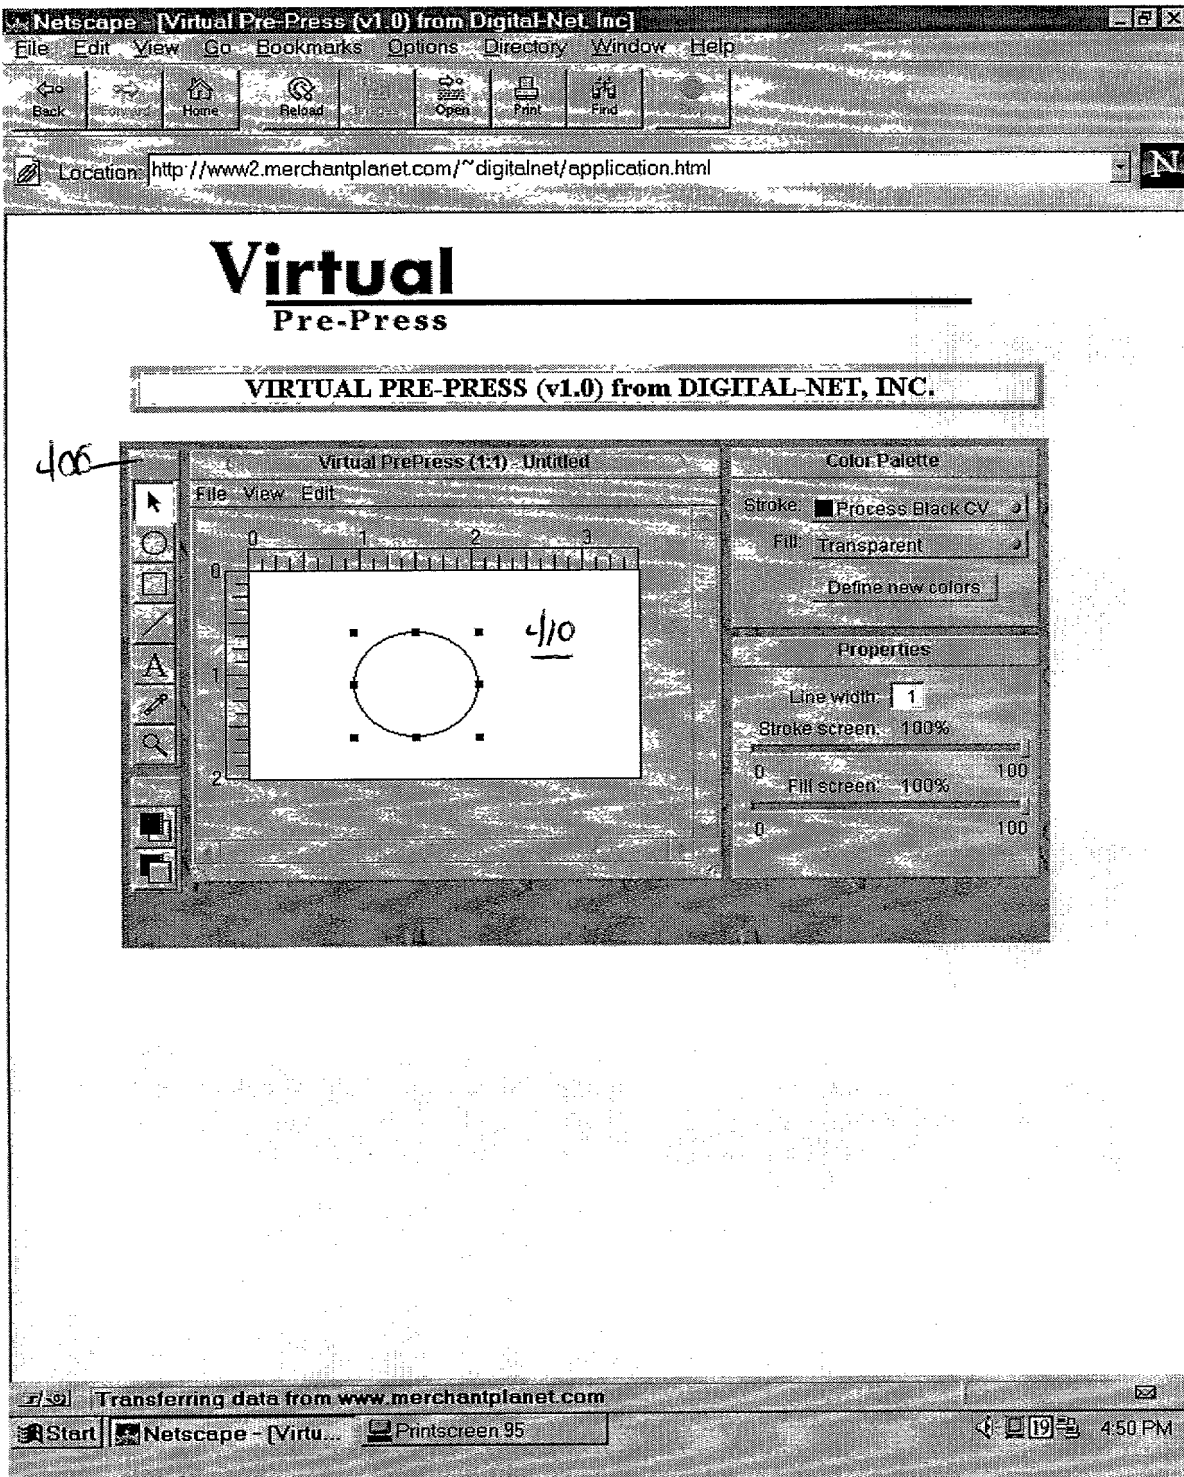 Netscape - [Virtual Pre-Press (v1.0) from Digital-Net, Inc]
File Edit View Go Bookmarks Options Directory Window Help
Back Forward Home Reload Images Open Print Find Stop
Location: http://www2.merchantplanet.com/~digitalnet/application.html
N
Virtual
Pre-Press
VIRTUAL PRE-PRESS (v1.0) from DIGITAL-NET, INC.
400
Virtual PrePress (1:1) - Untitled
File View Edit
0 1 2 3
0
1
2
410
A
Color Palette
Stroke: Process Black CV
Fill: Transparent
Define new colors
Properties
Line width: 1
Stroke screen: 100%
0 100
Fill screen: 100%
0 100
Transferring data from www.merchantplanet.com
Start Netscape - [Virtu... Printscreen 95 19 4:50 PM